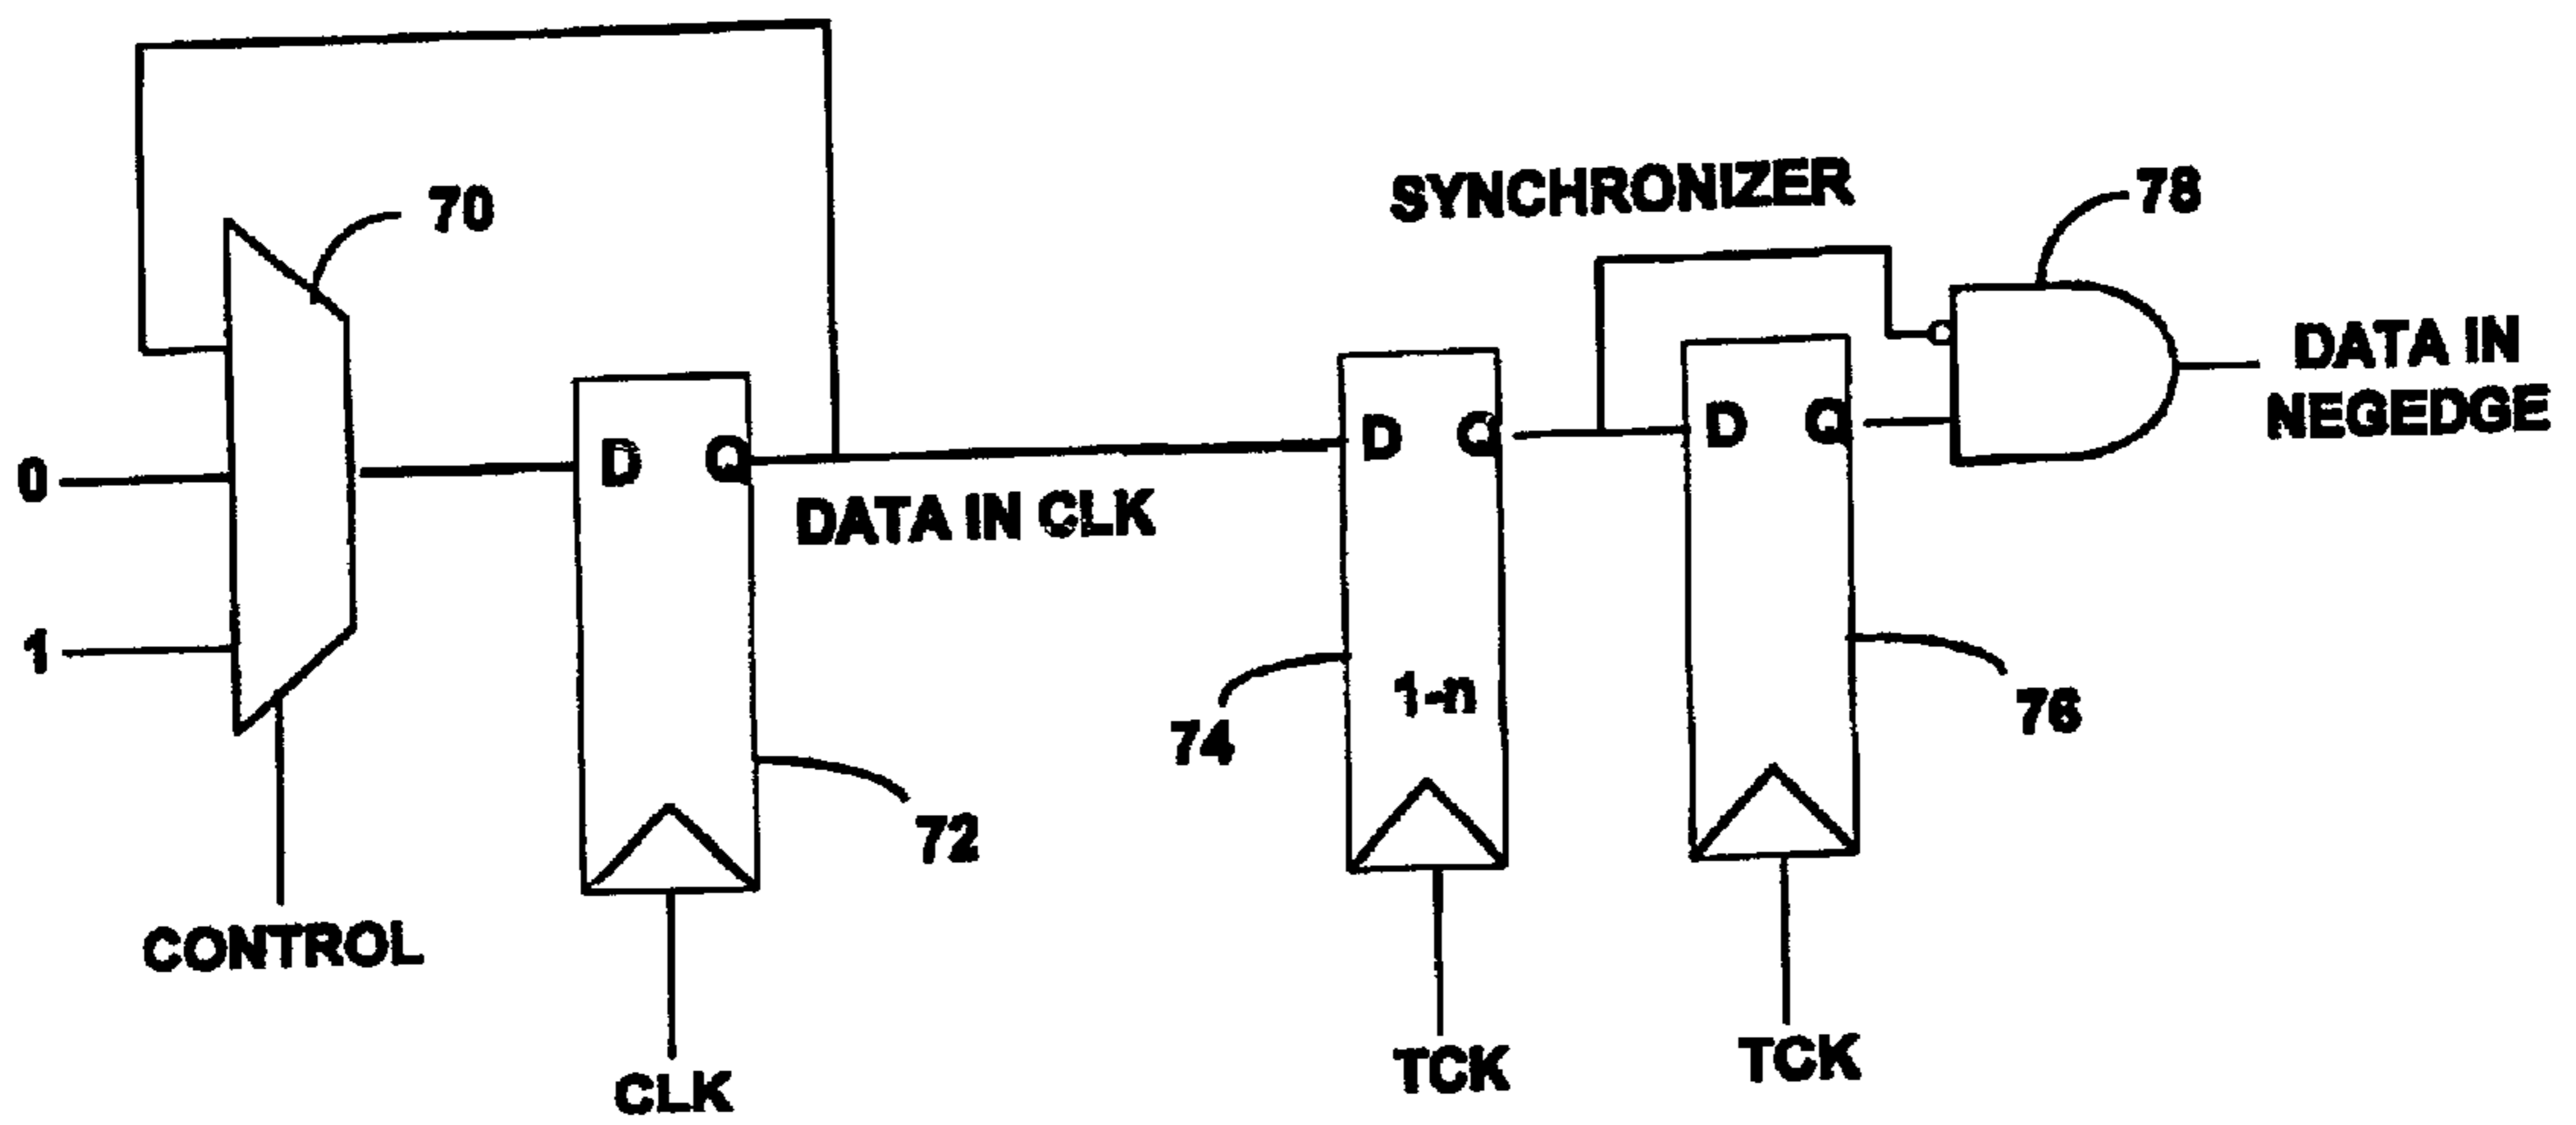 70
SYNCHRONIZER
78
DATA IN
NEGEDGE
D Q
D Q
D Q
0
DATA IN CLK
1
1-n
74
76
72
CONTROL
CLK
TCK
TCK